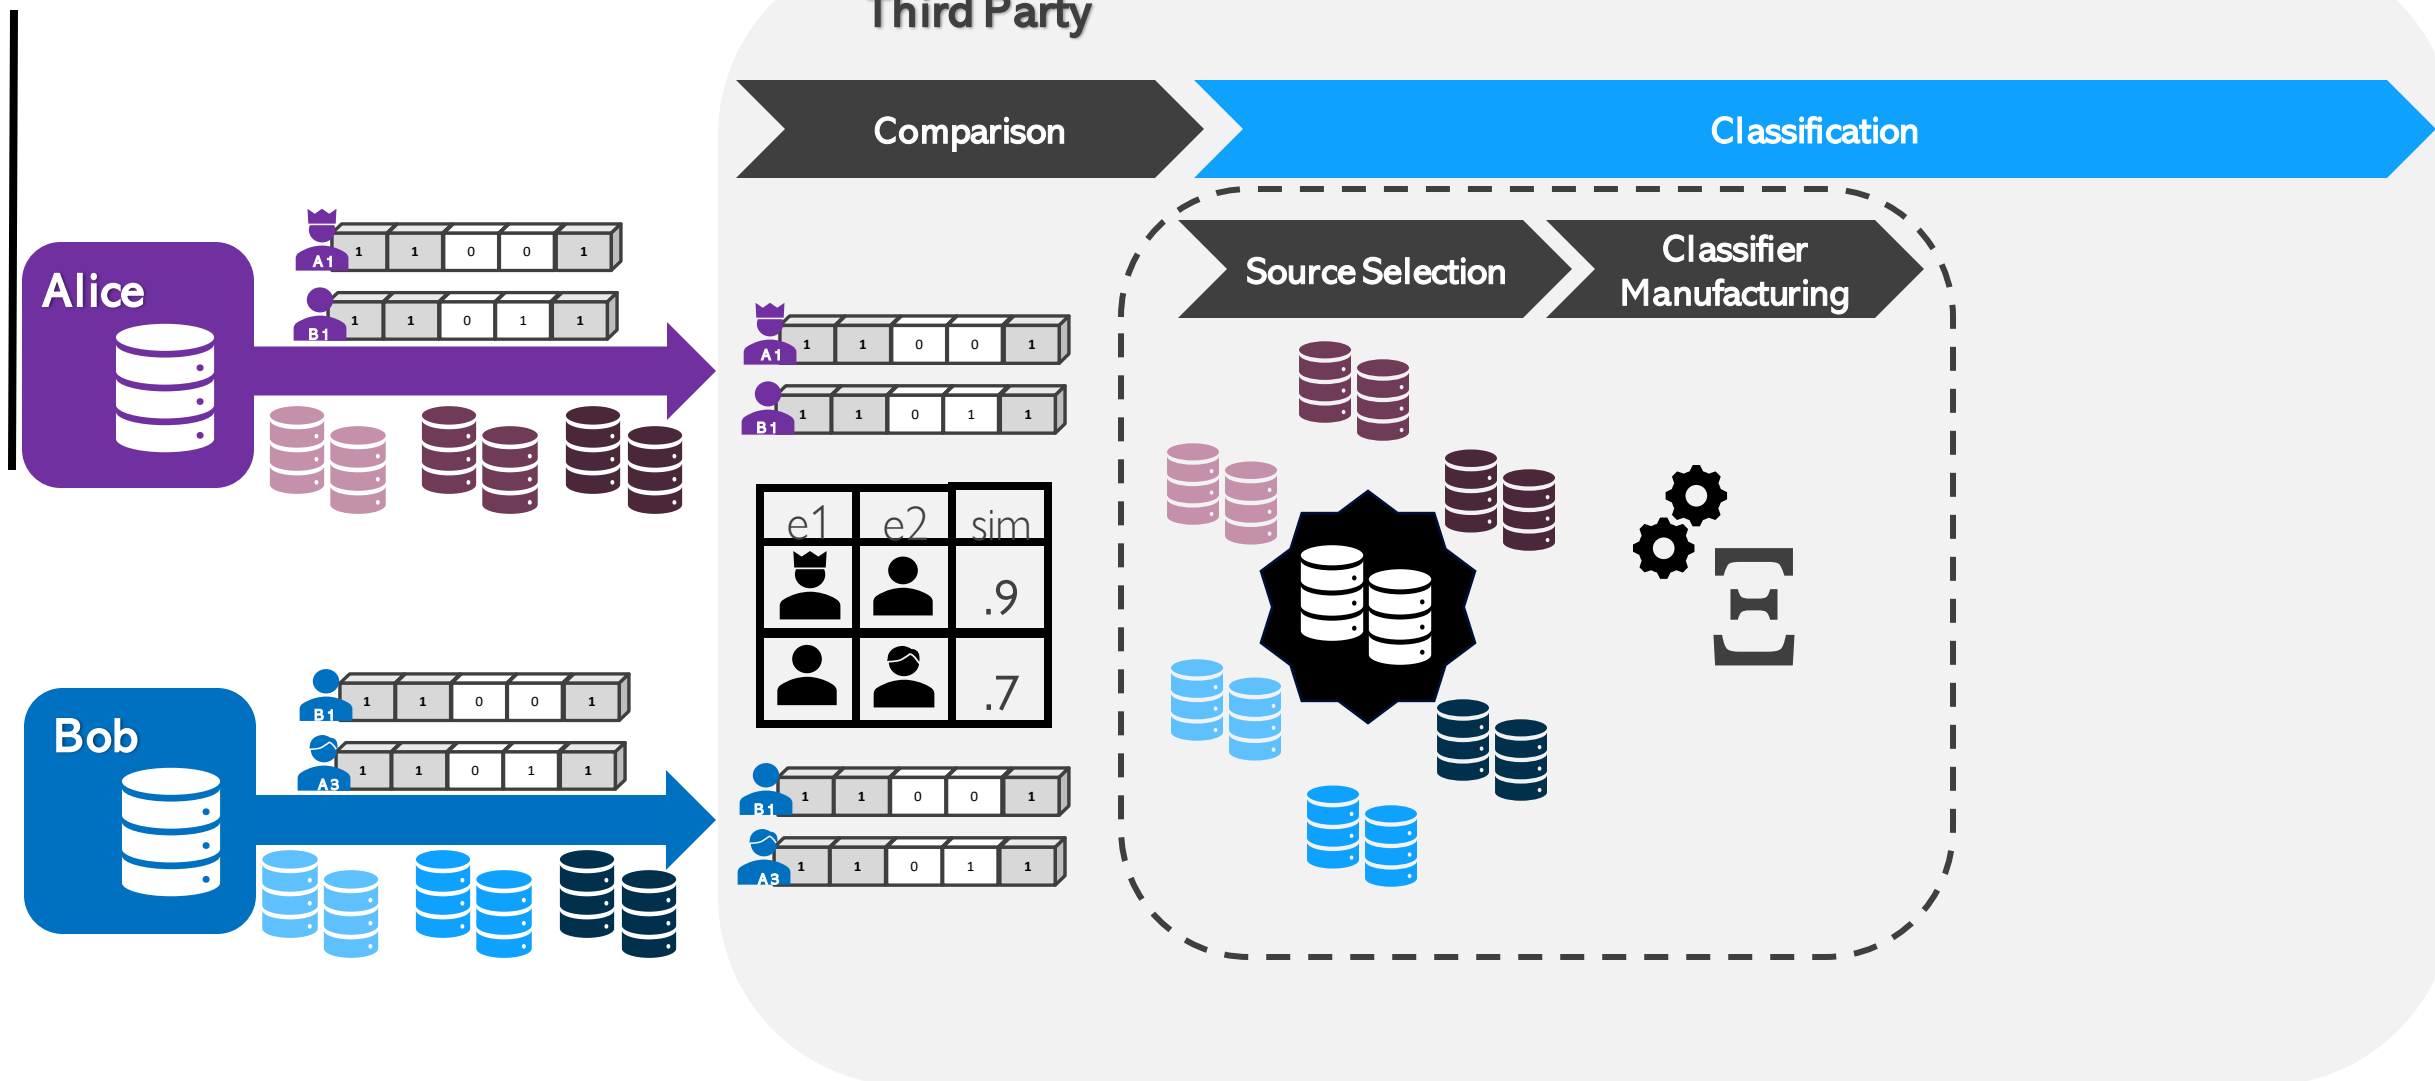 Third Party
Comparison
Classification
Source Selection
Classifier
Manufacturing
Alice
A1 1 1 0 0 1
B1 1 1 0 1 1
Bob
B1 1 1 0 0 1
A3 1 1 0 1 1
A1 1 1 0 0 1
B1 1 1 0 1 1
e1 e2 sim
.9
.7
B1 1 1 0 0 1
A3 1 1 0 1 1
Ξ